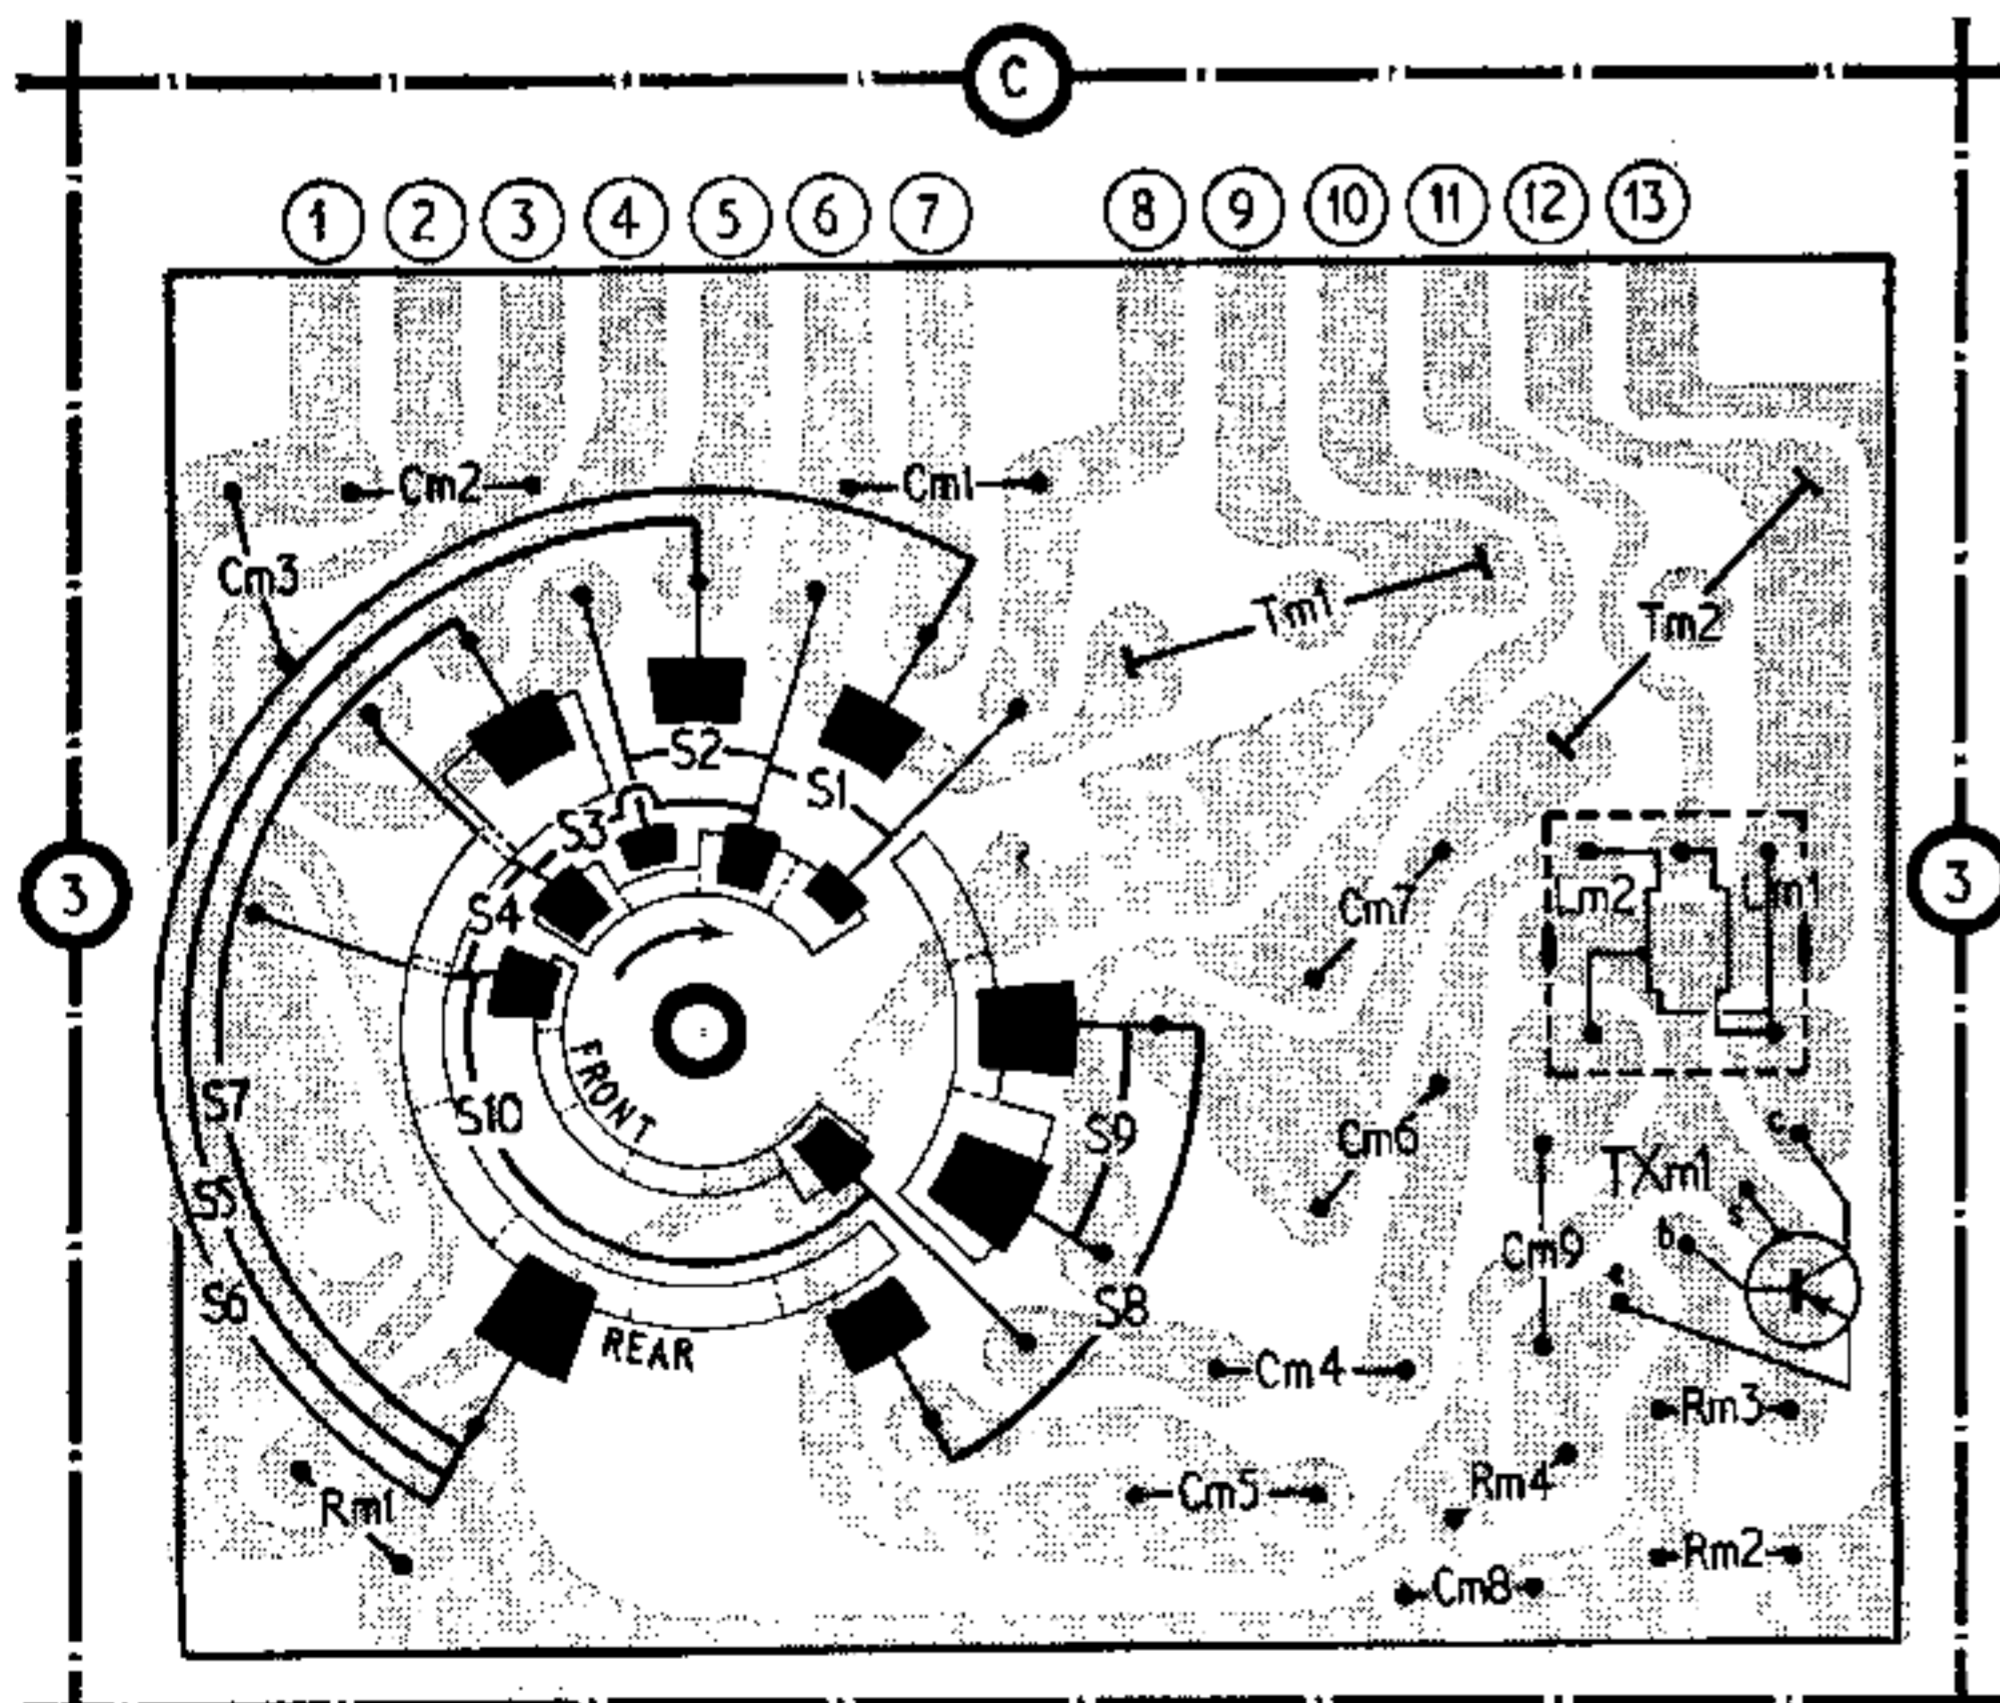 C
1 2 3 4 5 6 7 8 9 10 11 12 13
Cm2 Cm1
Cm3
Tm1 Tm2
S2
S1
S3
S4
Lm2 Lm1
Cm7
3 3
FRONT
S7
S10
S9
Cm6
c
TXm1
S5
s
b
Cm9
e
S6
S8
REAR
Cm4
Rm3
Cm5
Rm4
Rm1
Rm2
Cm8